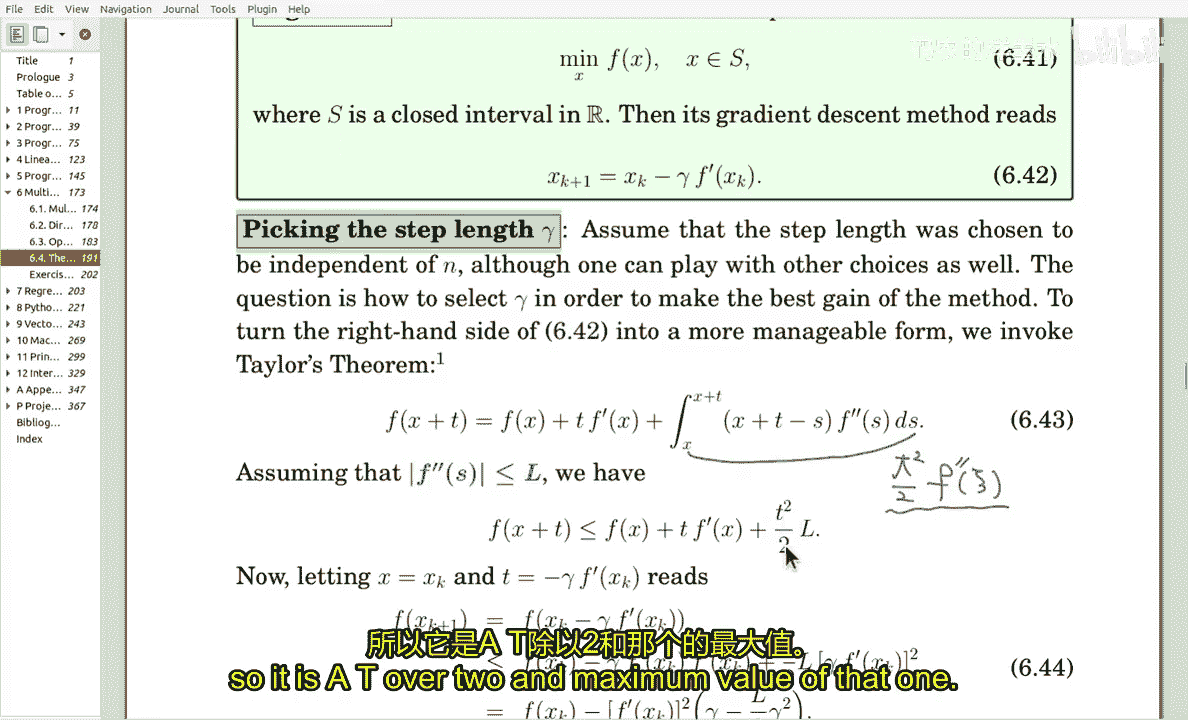 File Edit View Navigation Journal Tools Plugin Help
Title 1
Prologue 3
Table o... 5
1 Progr... 11
2 Progr... 39
3 Progr... 75
4 Linea... 123
5 Progr... 145
6 Multi... 173
6.1. Mul... 174
6.2. Dir... 178
6.3. Op... 183
6.4. The... 191
Exercis... 202
7 Regre... 203
8 Pytho... 221
9 Vecto... 243
10 Mac... 269
11 Prin... 299
12 Inter... 329
A Appe... 347
P Proje... 367
Bibliog...
Index
min_x f(x), x ∈ S, (6.41)
where S is a closed interval in ℝ. Then its gradient descent method reads
x_{k+1} = x_k − γ f′(x_k). (6.42)
Picking the step length γ: Assume that the step length was chosen to
be independent of n, although one can play with other choices as well. The
question is how to select γ in order to make the best gain of the method. To
turn the right-hand side of (6.42) into a more manageable form, we invoke
Taylor's Theorem:¹
f(x + t) = f(x) + t f′(x) + ∫_x^{x+t} (x + t − s) f″(s) ds. (6.43)
Assuming that |f″(s)| ≤ L, we have
t²/2 f″(ξ)
f(x + t) ≤ f(x) + t f′(x) + t²/2 L.
Now, letting x = x_k and t = −γ f′(x_k) reads
f(x_{k+1}) = f(x_k − γ f′(x_k))
(6.44)
= f(x_k) − [f′(x_k)]² (γ − L/2 γ²).
所以它是A T除以2和那个的最大值。
so it is A T over two and maximum value of that one.